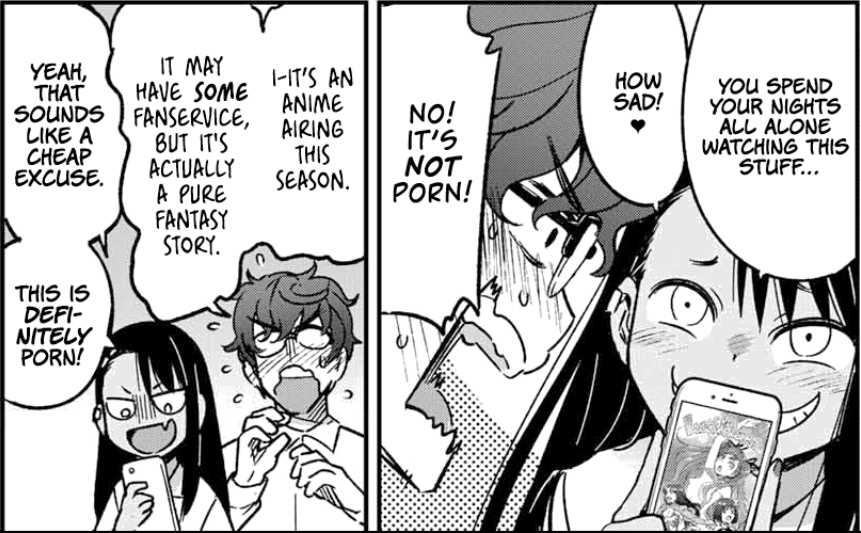 YOU SPEND
YOUR NIGHTS
ALL ALONE
WATCHING THIS
STUFF...
HOW
SAD!
♥
NO!
IT'S
NOT
PORN!
I-IT'S AN
ANIME
AIRING
THIS
SEASON.
IT MAY
HAVE SOME
FANSERVICE,
BUT IT'S
ACTUALLY
A PURE
FANTASY
STORY.
YEAH,
THAT
SOUNDS
LIKE A
CHEAP
EXCUSE.
THIS IS
DEFI-
NITELY
PORN!